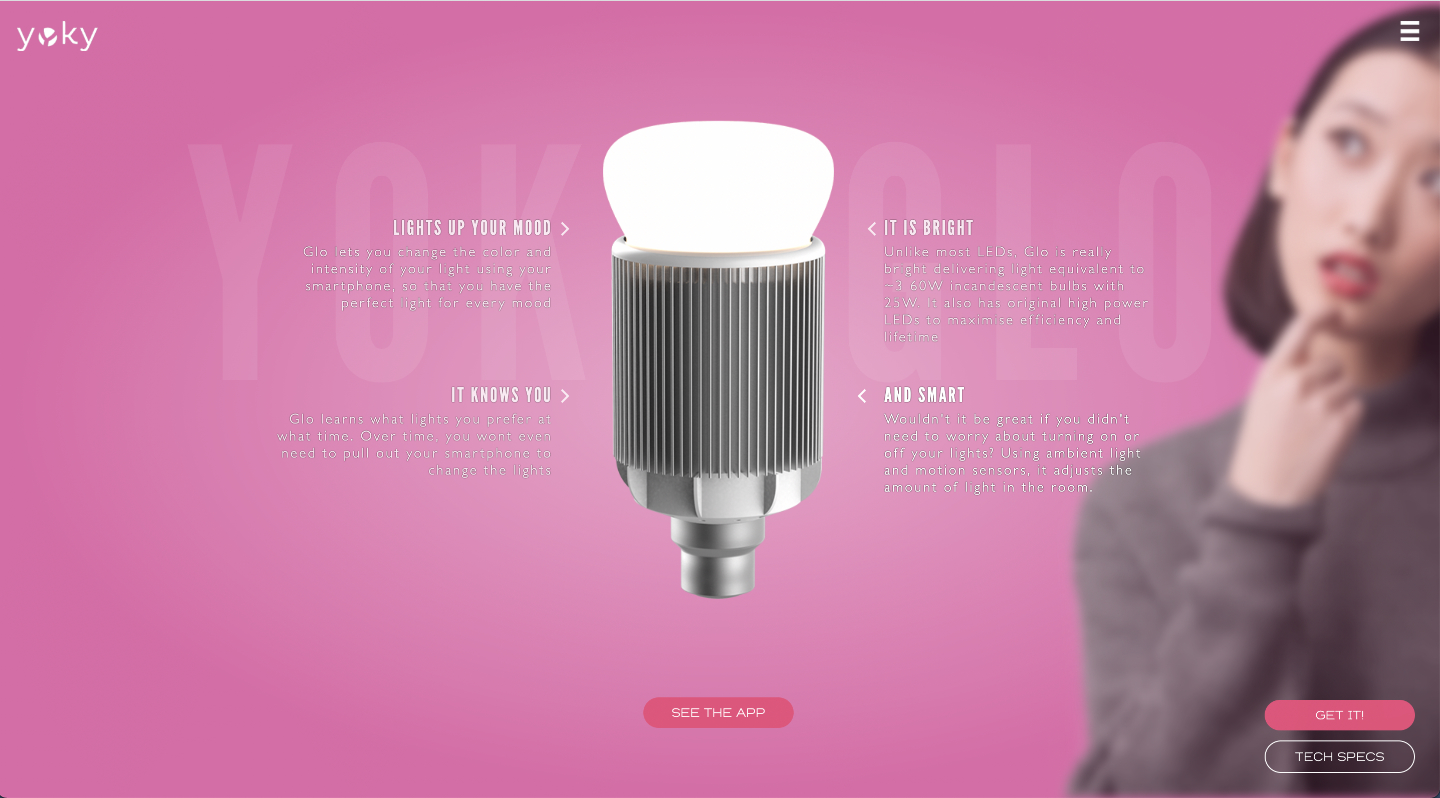 yoky
YOKY GLO
LIGHTS UP YOUR MOOD
Glo lets you change the color and
intensity of your light using your
smartphone, so that you have the
perfect light for every mood
IT IS BRIGHT
Unlike most LEDs, Glo is really
bright delivering light equivalent to
~3 60W incandescent bulbs with
25W. It also has original high power
LEDs to maximise efficiency and
lifetime
IT KNOWS YOU
Glo learns what lights you prefer at
what time. Over time, you wont even
need to pull out your smartphone to
change the lights
AND SMART
Wouldn't it be great if you didn't
need to worry about turning on or
off your lights? Using ambient light
and motion sensors, it adjusts the
amount of light in the room.
SEE THE APP
GET IT!
TECH SPECS